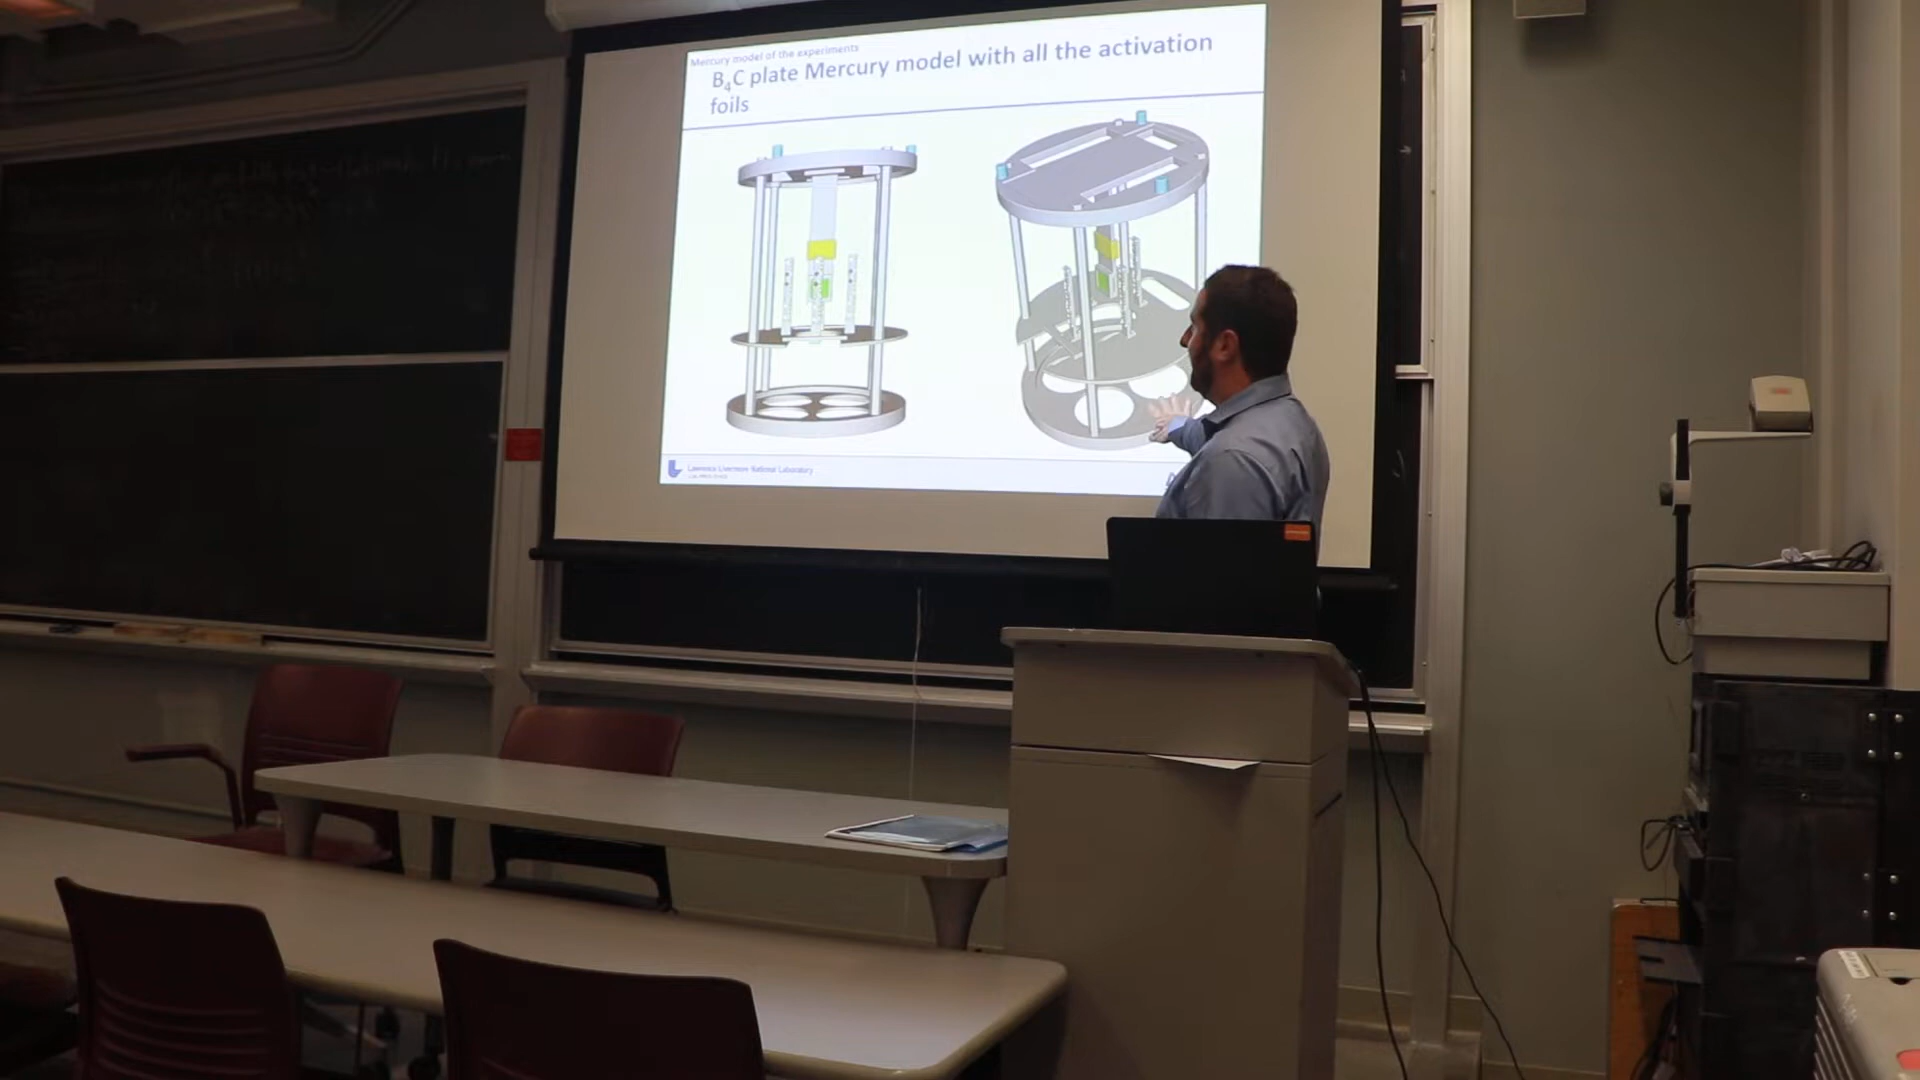 Mercury model of the experiments
B₄C plate Mercury model with all the activation
foils
Lawrence Livermore National Laboratory